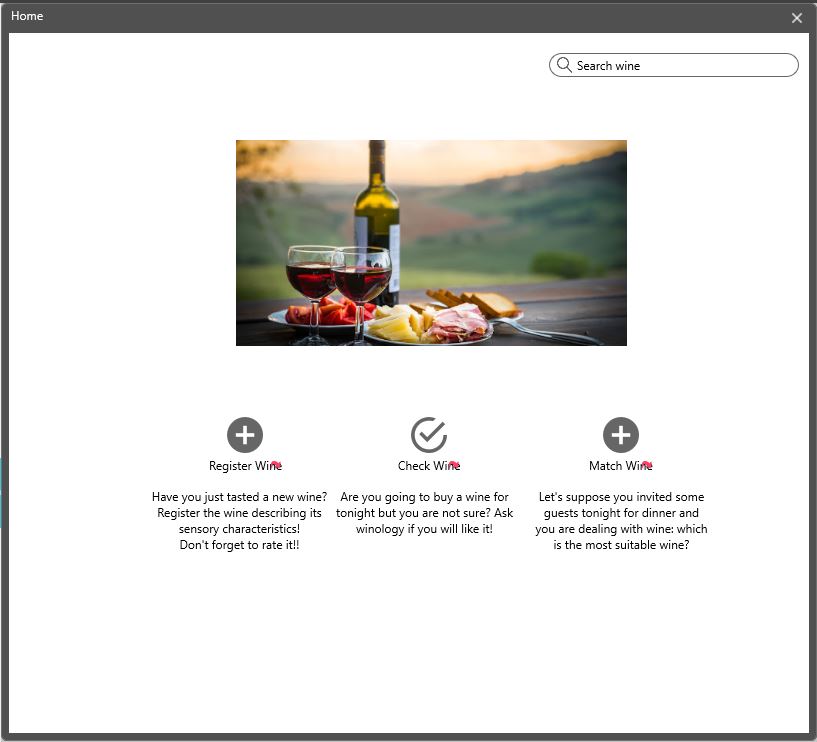 Home
Search wine
Register Wine
Have you just tasted a new wine?
Register the wine describing its
sensory characteristics!
Don't forget to rate it!!
Check Wine
Are you going to buy a wine for
tonight but you are not sure? Ask
winology if you will like it!
Match Wine
Let's suppose you invited some
guests tonight for dinner and
you are dealing with wine: which
is the most suitable wine?